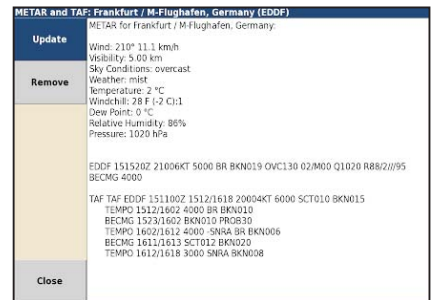 METAR and TAF: Frankfurt / M-Flughafen, Germany (EDDF)
Update
Remove
Close
METAR for Frankfurt / M-Flughafen, Germany:
Wind: 210° 11.1 km/h
Visibility: 5.00 km
Sky Conditions: overcast
Weather: mist
Temperature: 2 °C
Windchill: 28 F (-2 C):1
Dew Point: 0 °C
Relative Humidity: 86%
Pressure: 1020 hPa
EDDF 151520Z 21006KT 5000 BR BKN019 OVC130 02/M00 Q1020 R88/2///95
BECMG 4000
TAF TAF EDDF 151100Z 1512/1618 20004KT 6000 SCT010 BKN015
TEMPO 1512/1602 4000 BR BKN010
BECMG 1523/1602 BKN010 PROB30
TEMPO 1602/1612 4000 -SNRA BR BKN006
BECMG 1611/1613 SCT012 BKN020
TEMPO 1612/1618 3000 SNRA BKN008